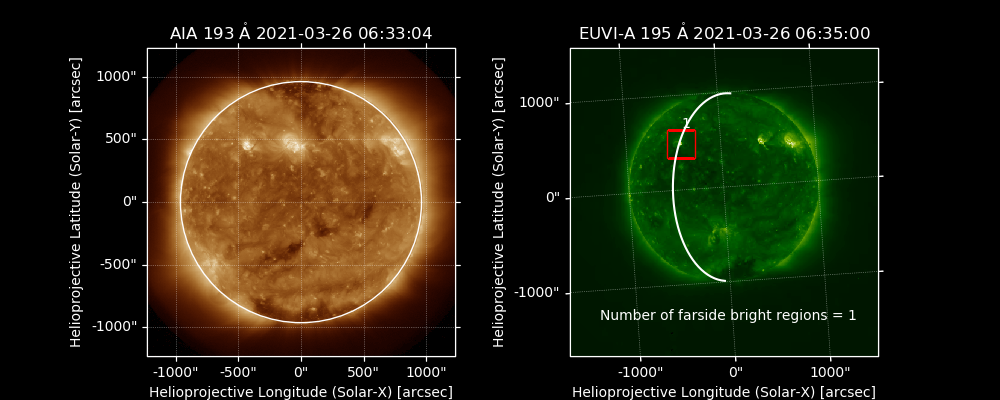 AIA 193 Å 2021-03-26 06:33:04
Helioprojective Latitude (Solar-Y) [arcsec]
1000"
500"
0"
-500"
-1000"
-1000" -500" 0" 500" 1000"
Helioprojective Longitude (Solar-X) [arcsec]
EUVI-A 195 Å 2021-03-26 06:35:00
Helioprojective Latitude (Solar-Y) [arcsec]
1000"
0"
-1000"
1
Number of farside bright regions = 1
-1000" 0" 1000"
Helioprojective Longitude (Solar-X) [arcsec]